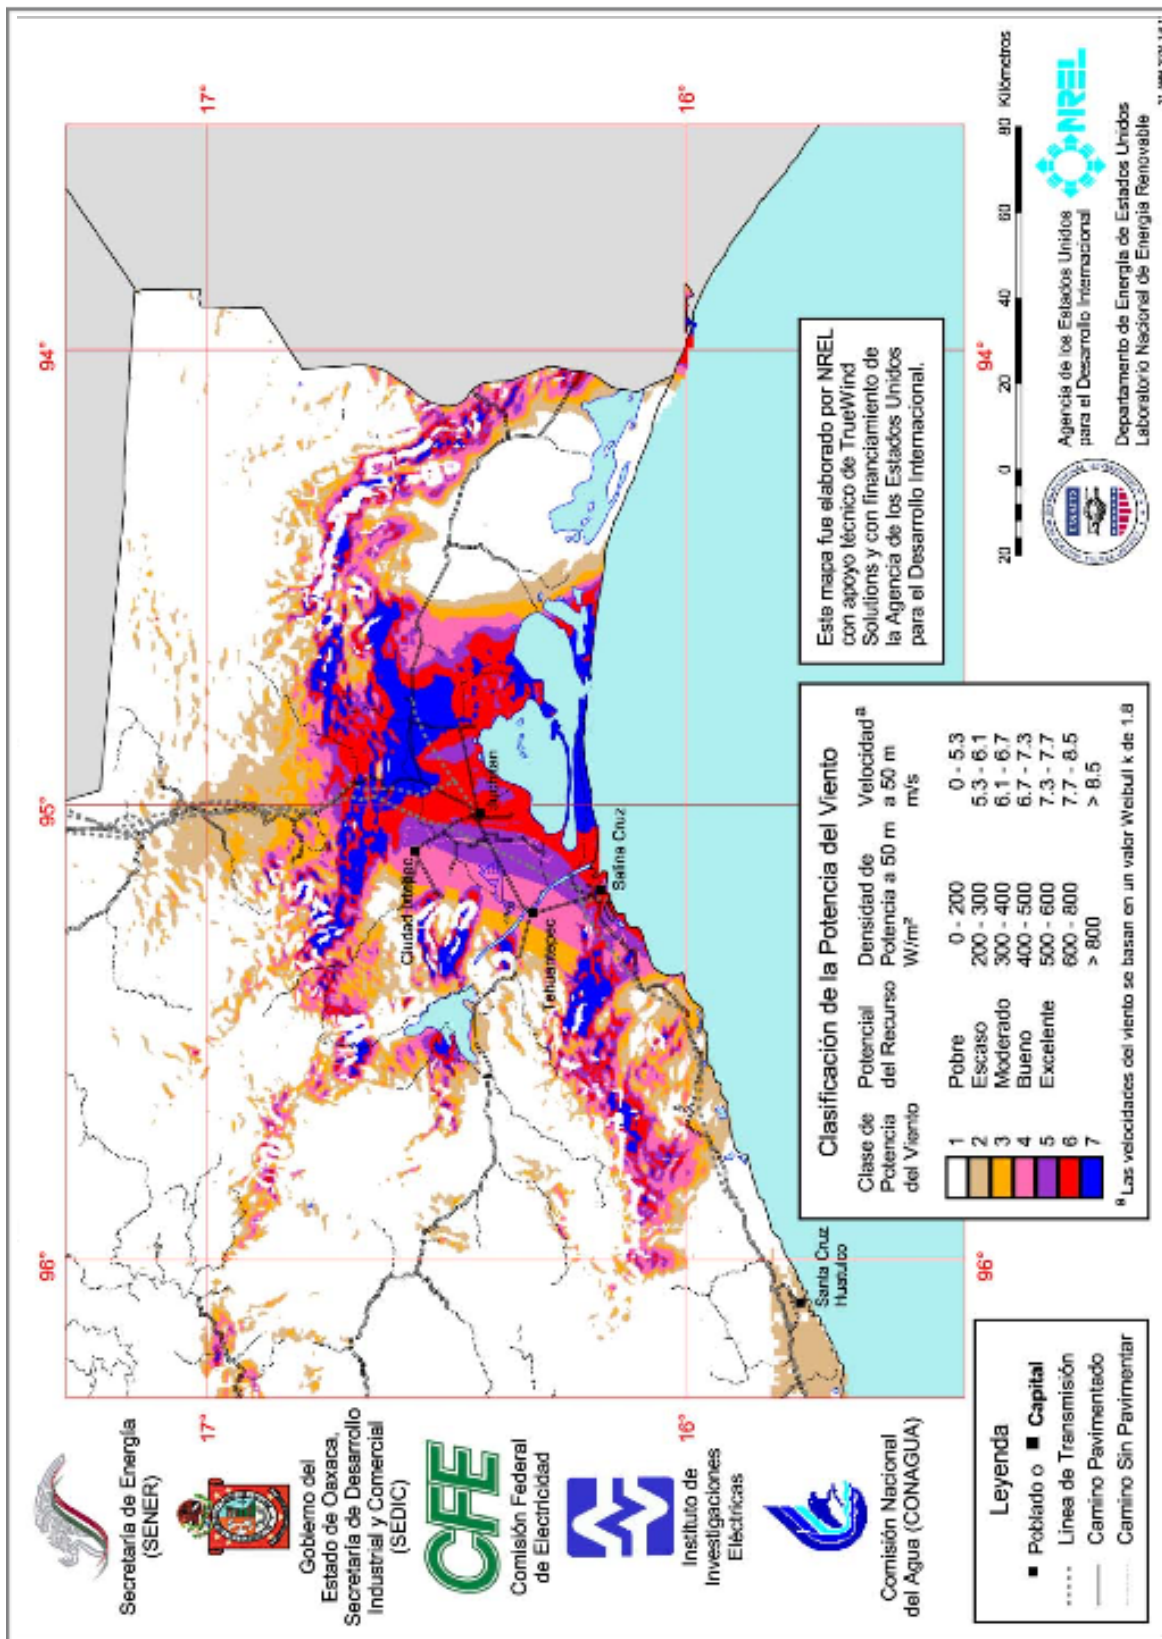 Secretaría de Energía
(SENER)
Gobierno del
Estado de Oaxaca,
Secretaría de Desarrollo
Industrial y Comercial
(SEDIC)
CFE
Comisión Federal
de Electricidad
Instituto de
Investigaciones
Eléctricas
Comisión Nacional
del Agua (CONAGUA)
96°
95°
94°
17°
17°
16°
16°
96°
94°
Ciudad Ixtepec
Juchitan
Tehuantepec
Salina Cruz
Santa Cruz
Huatulco
Este mapa fue elaborado por NREL
con apoyo técnico de TrueWind
Solutions y con financiamiento de
la Agencia de los Estados Unidos
para el Desarrollo Internacional.
Leyenda
Poblado o Capital
Línea de Transmisión
Camino Pavimentado
Camino Sin Pavimentar
Clasificación de la Potencia del Viento
Clase de Potencial Densidad de Velocidad a
Potencia del Recurso Potencia a 50 m a 50 m
del Viento W/m² m/s
1 Pobre 0 - 200 0 - 5.3
2 Escaso 200 - 300 5.3 - 6.1
3 Moderado 300 - 400 6.1 - 6.7
4 Bueno 400 - 500 6.7 - 7.3
5 Excelente 500 - 600 7.3 - 7.7
6 600 - 800 7.7 - 8.5
7 > 800 > 8.5
a Las velocidades del viento se basan en un valor Weibull k de 1.8
20 0 20 40 60 80 Kilómetros
USAID
Agencia de los Estados Unidos
para el Desarrollo Internacional
NREL
Departamento de Energía de Estados Unidos
Laboratorio Nacional de Energía Renovable